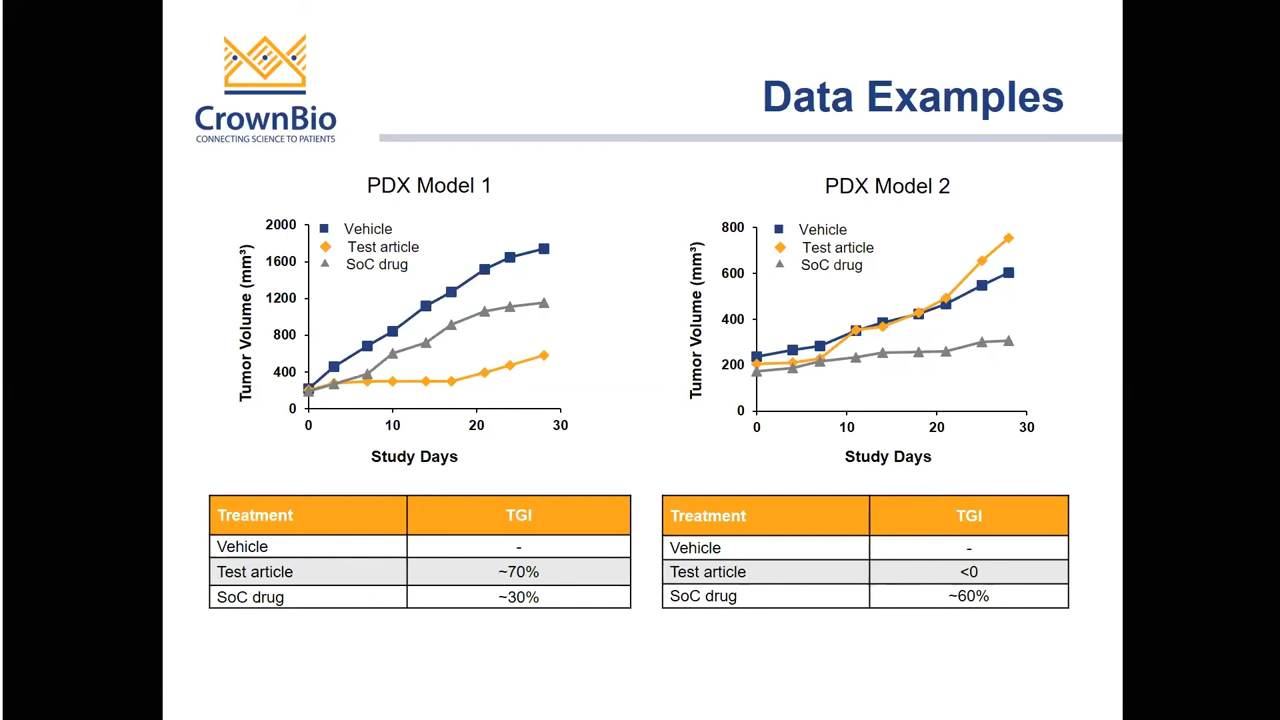 CrownBio
CONNECTING SCIENCE TO PATIENTS
Data Examples
PDX Model 1
Vehicle
Test article
SoC drug
Tumor Volume (mm³)
2000
1600
1200
800
400
0
0 10 20 30
Study Days
PDX Model 2
Vehicle
Test article
SoC drug
Tumor Volume (mm³)
800
600
400
200
0
0 10 20 30
Study Days
Treatment TGI
Vehicle -
Test article ~70%
SoC drug ~30%
Treatment TGI
Vehicle -
Test article <0
SoC drug ~60%